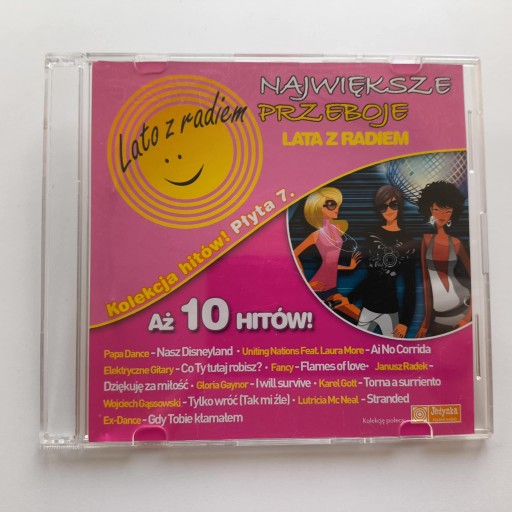 Lato z radiem
NAJWIĘKSZE
PRZEBOJE
LATA Z RADIEM
Kolekcja hitów! Płyta 7.
Aż 10 HITÓW!
Papa Dance – Nasz Disneyland • Uniting Nations Feat. Laura More – Ai No Corrida
Elektryczne Gitary – Co Ty tutaj robisz? • Fancy – Flames of love • Janusz Radek –
Dziękuję za miłość • Gloria Gaynor – I will survive • Karel Gott – Torna a surriento
Wojciech Gąssowski – Tylko wróć (Tak mi źle) • Lutricia Mc Neal – Stranded
Ex-Dance – Gdy Tobie kłamałem
Kolekcję poleca:
Jedynka